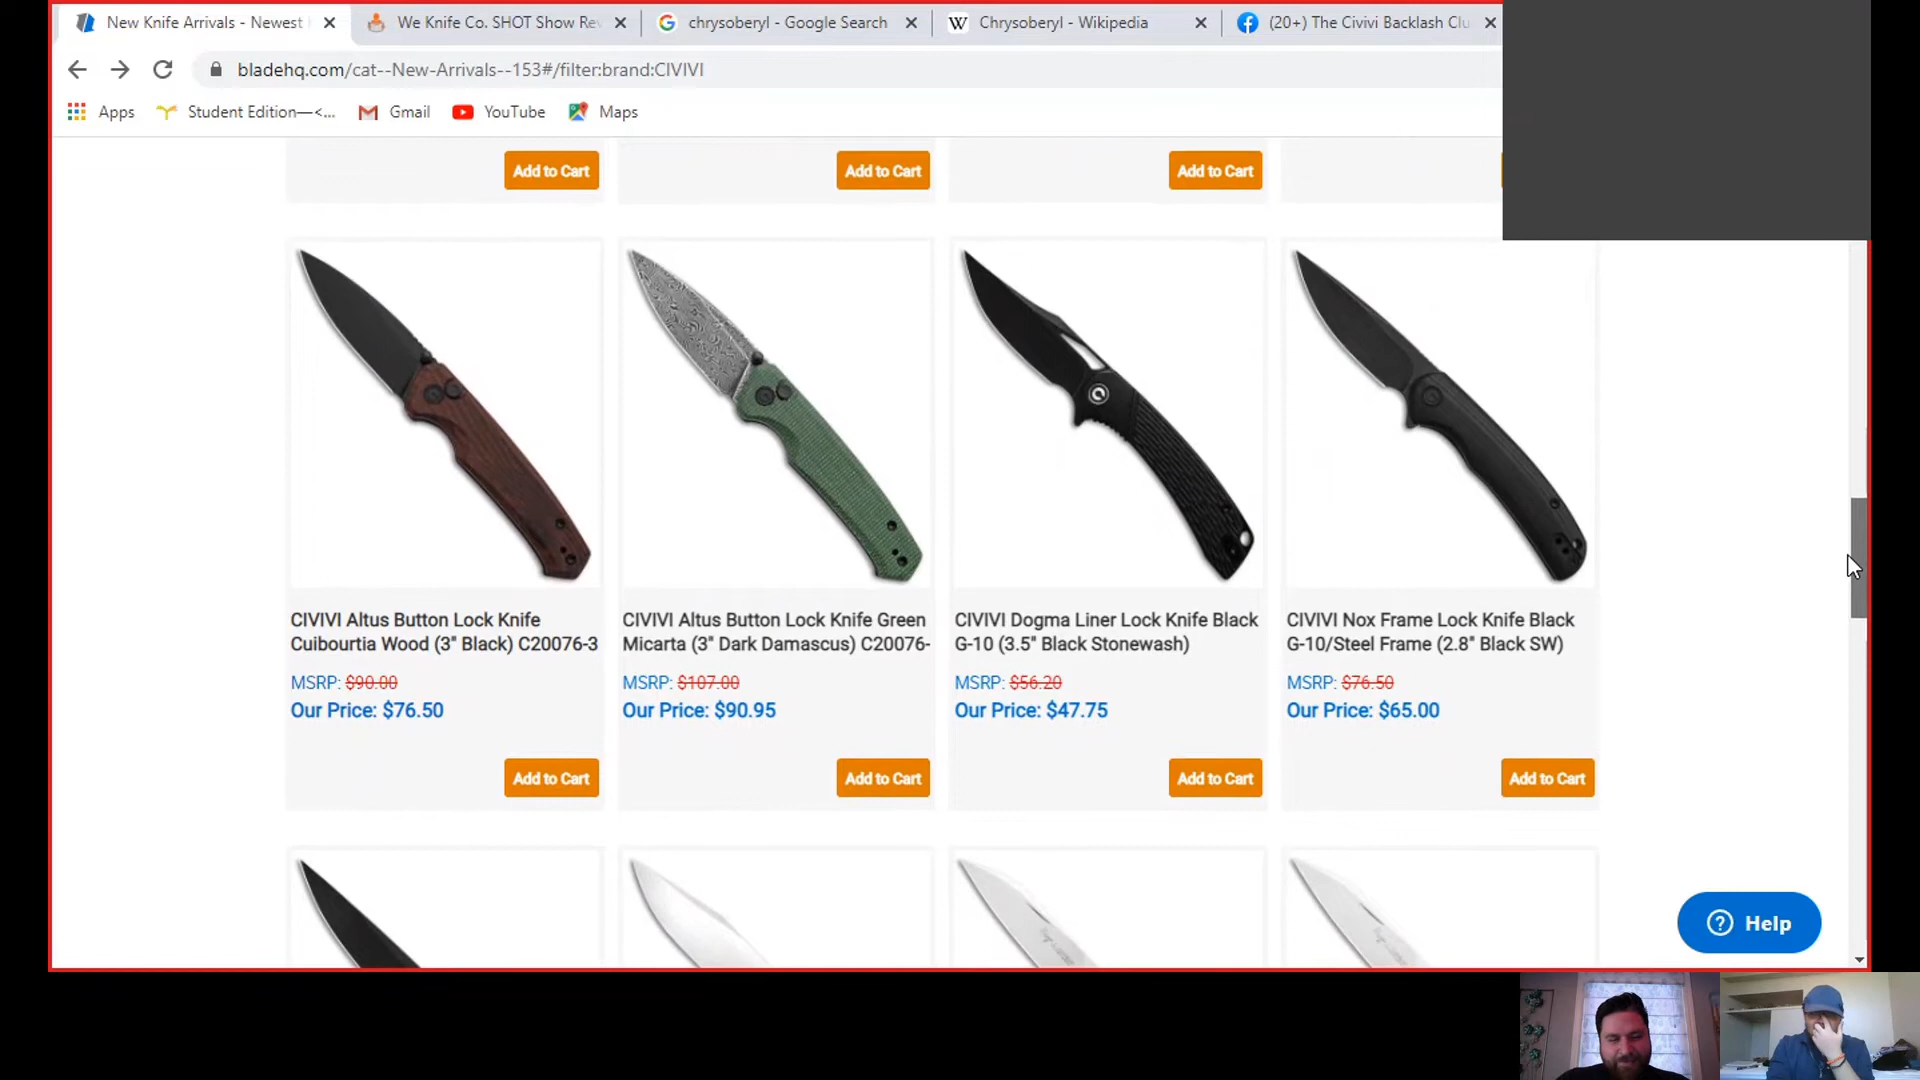 New Knife Arrivals - Newest
We Knife Co. SHOT Show Re
chrysoberyl - Google Search
Chrysoberyl - Wikipedia
(20+) The Civivi Backlash Clu
bladehq.com/cat--New-Arrivals--153#/filter:brand:CIVIVI
Apps
Student Edition—<...
Gmail
YouTube
Maps
Add to Cart
Add to Cart
Add to Cart
CIVIVI Altus Button Lock Knife
Cuibourtia Wood (3" Black) C20076-3
MSRP: $90.00
Our Price: $76.50
Add to Cart
CIVIVI Altus Button Lock Knife Green
Micarta (3" Dark Damascus) C20076-
MSRP: $107.00
Our Price: $90.95
Add to Cart
CIVIVI Dogma Liner Lock Knife Black
G-10 (3.5" Black Stonewash)
MSRP: $56.20
Our Price: $47.75
Add to Cart
CIVIVI Nox Frame Lock Knife Black
G-10/Steel Frame (2.8" Black SW)
MSRP: $76.50
Our Price: $65.00
Add to Cart
Help